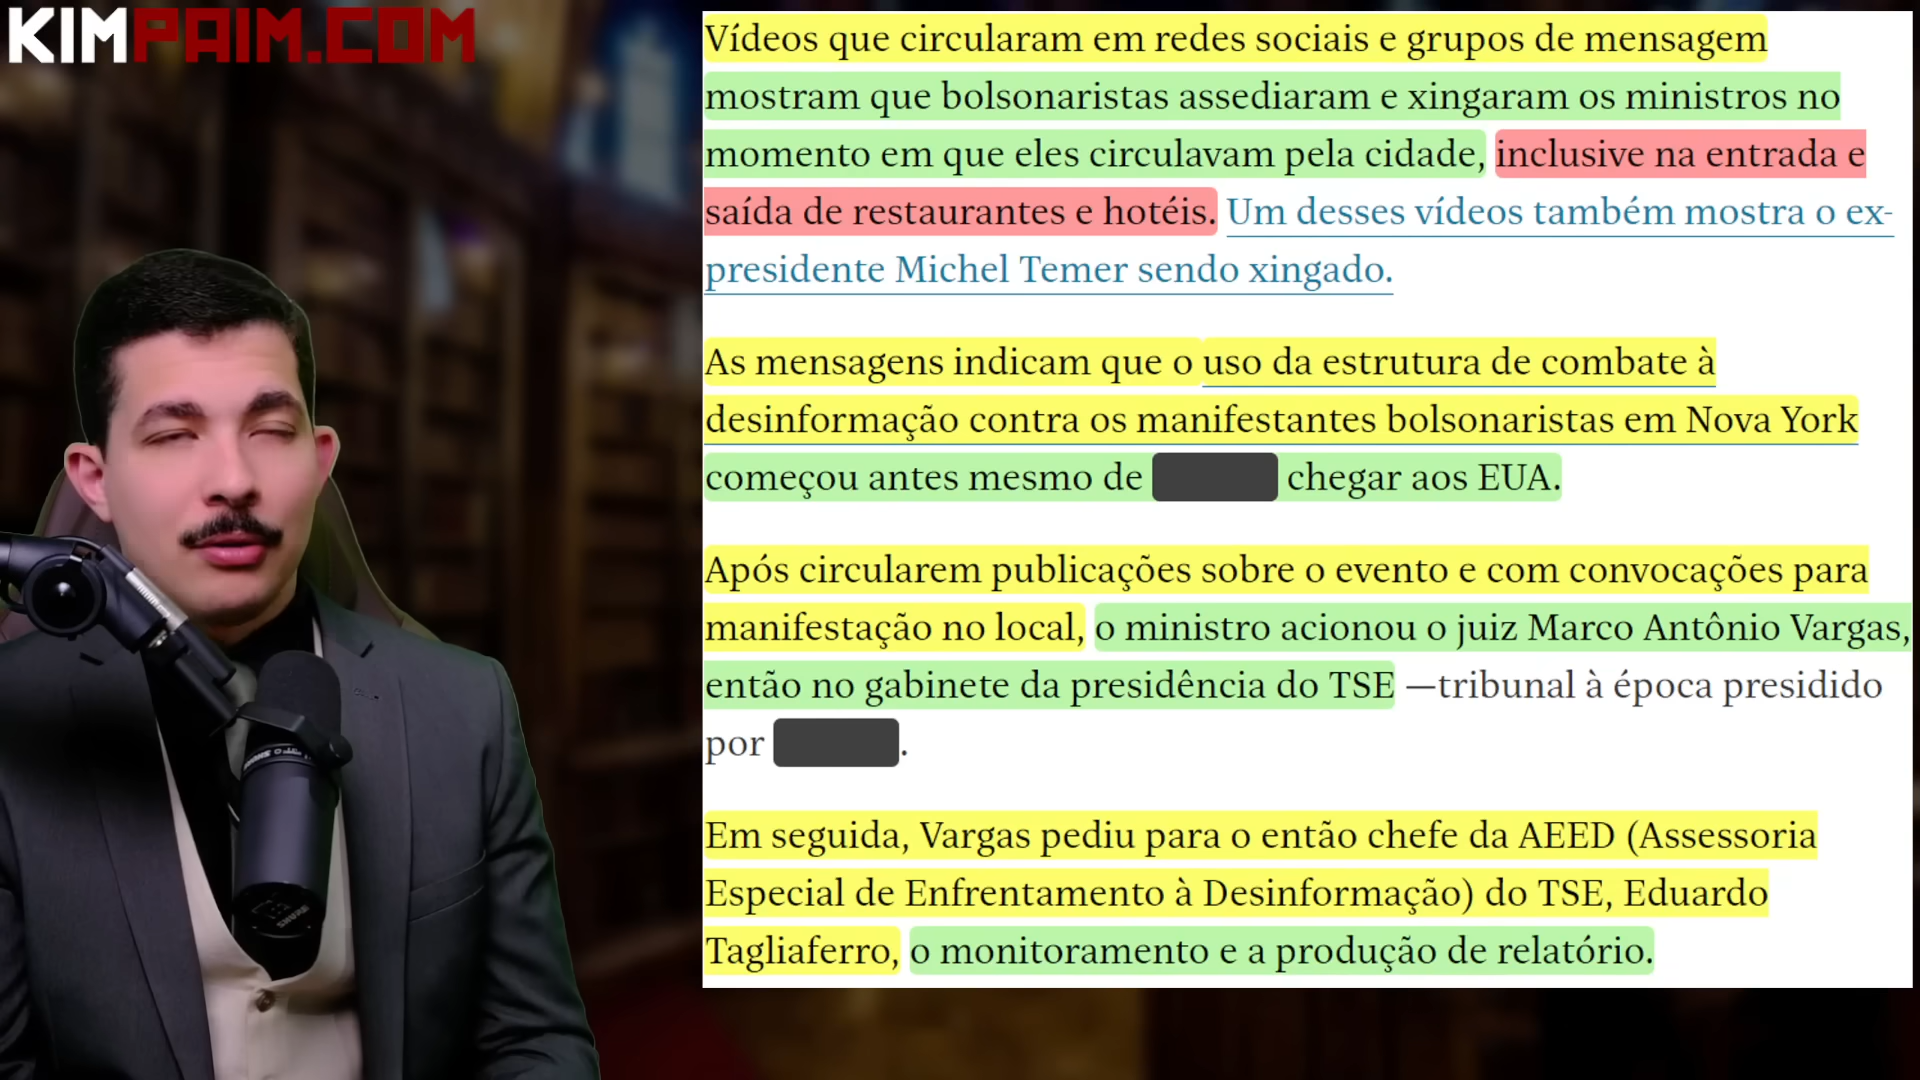 KIMPAIM.COM
Vídeos que circularam em redes sociais e grupos de mensagem
mostram que bolsonaristas assediaram e xingaram os ministros no
momento em que eles circulavam pela cidade, inclusive na entrada e
saída de restaurantes e hotéis. Um desses vídeos também mostra o ex-
presidente Michel Temer sendo xingado.
As mensagens indicam que o uso da estrutura de combate à
desinformação contra os manifestantes bolsonaristas em Nova York
começou antes mesmo de chegar aos EUA.
Após circularem publicações sobre o evento e com convocações para
manifestação no local, o ministro acionou o juiz Marco Antônio Vargas,
então no gabinete da presidência do TSE —tribunal à época presidido
por .
Em seguida, Vargas pediu para o então chefe da AEED (Assessoria
Especial de Enfrentamento à Desinformação) do TSE, Eduardo
Tagliaferro, o monitoramento e a produção de relatório.